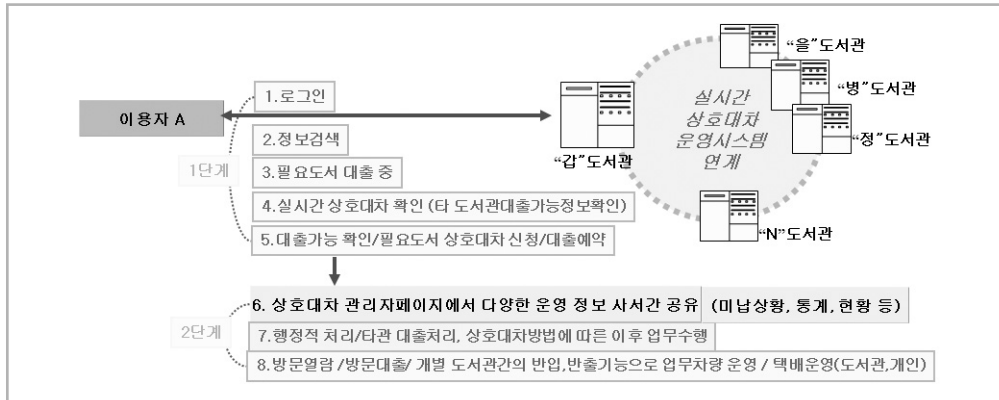 "을"도서관
"병"도서관
"정"도서관
"갑"도서관
"N"도서관
실시간
상호대차
운영시스템
연계
이용자 A
1단계
1.로그인
2.정보검색
3.필요도서 대출 중
4.실시간 상호대차 확인 (타 도서관대출가능정보확인)
5.대출가능 확인/필요도서 상호대차 신청/대출예약
2단계
6. 상호대차 관리자페이지에서 다양한 운영 정보 사서간 공유 (미납상황, 통계, 현황 등)
7.행정적 처리/타관 대출처리, 상호대차방법에 따른 이후 업무수행
8.방문열람 /방문대출/ 개별 도서관간의 반입,반출기능으로 업무차량 운영 / 택배운영(도서관,개인)